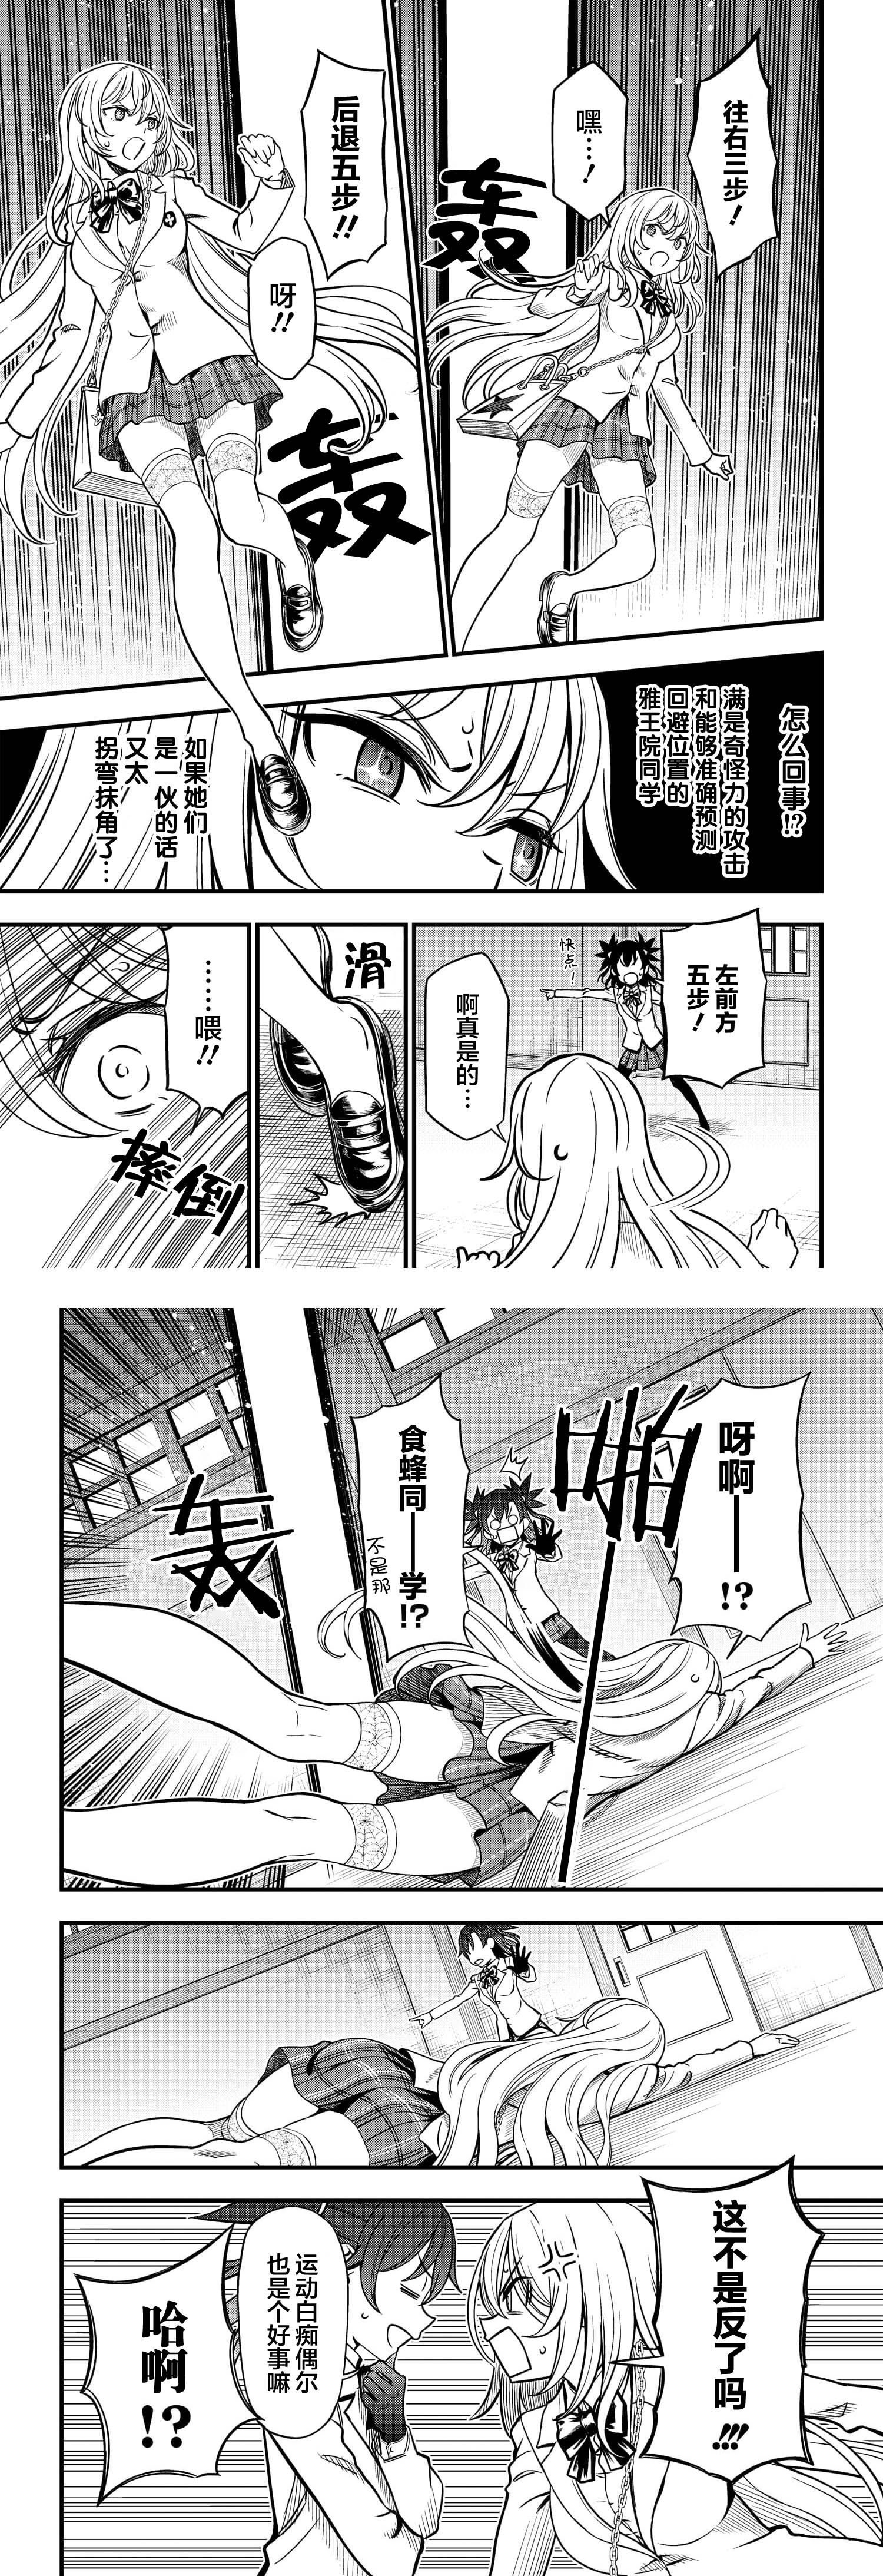 往右三步！
嘿…！
轰
后退五步！！
呀！！
轰
怎么回事！？
满是奇怪力的攻击
和能够准确预测
回避位置的
雅王院同学
如果她们
是一伙的话
又太
拐弯抹角了…
左前方
五步！
快点！
啊真是的…
滑
……喂！！
摔倒
呀啊——！？
啪
食蜂同——学！？
不是那
轰
这不是反了吗！！！
运动白痴偶尔
也是个好事嘛
哈啊！？